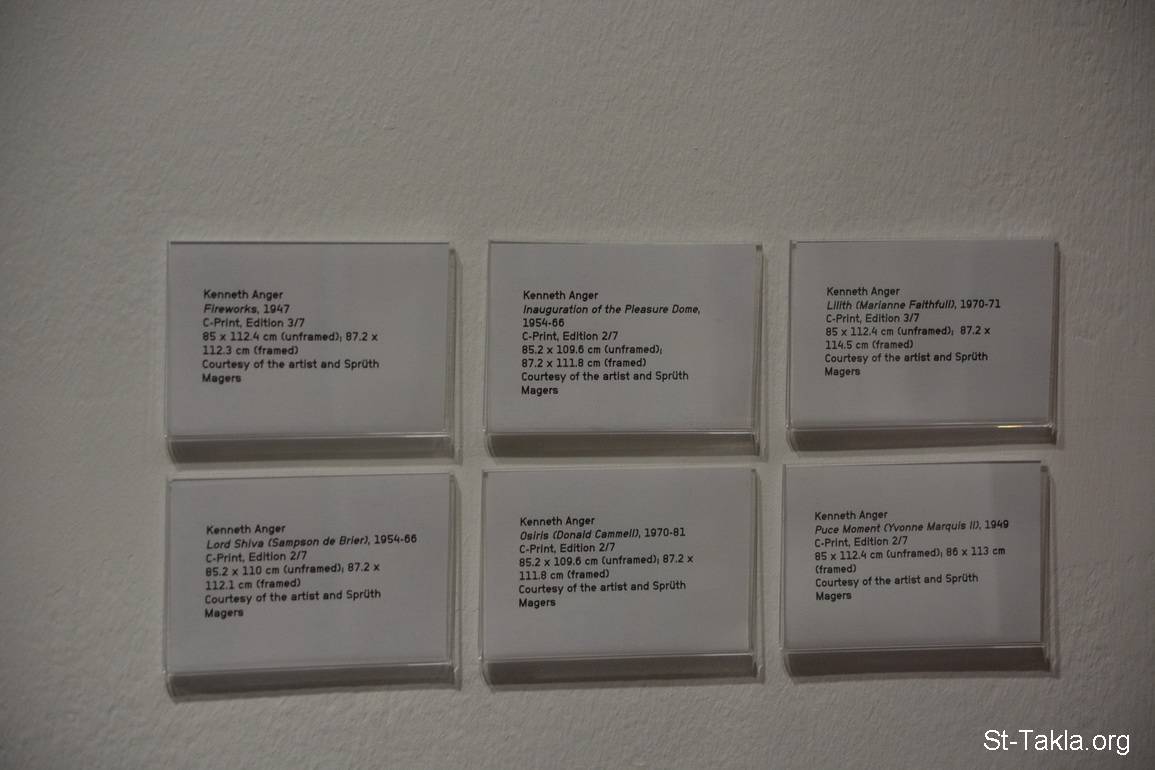 Kenneth Anger
Fireworks, 1947
C-Print, Edition 3/7
85 x 112.4 cm (unframed); 87.2 x
112.3 cm (framed)
Courtesy of the artist and Sprüth
Magers
Kenneth Anger
Inauguration of the Pleasure Dome,
1954-66
C-Print, Edition 2/7
85.2 x 109.6 cm (unframed);
87.2 x 111.8 cm (framed)
Courtesy of the artist and Sprüth
Magers
Kenneth Anger
Lilith (Marianne Faithfull), 1970-71
C-Print, Edition 3/7
85 x 112.4 cm (unframed); 87.2 x
114.5 cm (framed)
Courtesy of the artist and Sprüth
Magers
Kenneth Anger
Lord Shiva (Sampson de Brier), 1954-66
C-Print, Edition 2/7
85.2 x 110 cm (unframed); 87.2 x
112.1 cm (framed)
Courtesy of the artist and Sprüth
Magers
Kenneth Anger
Osiris (Donald Cammell), 1970-81
C-Print, Edition 2/7
85.2 x 109.6 cm (unframed); 87.2 x
111.8 cm (framed)
Courtesy of the artist and Sprüth
Magers
Kenneth Anger
Puce Moment (Yvonne Marquis II), 1949
C-Print, Edition 2/7
85 x 112.4 cm (unframed); 86 x 113 cm
(framed)
Courtesy of the artist and Sprüth
Magers
St-Takla.org